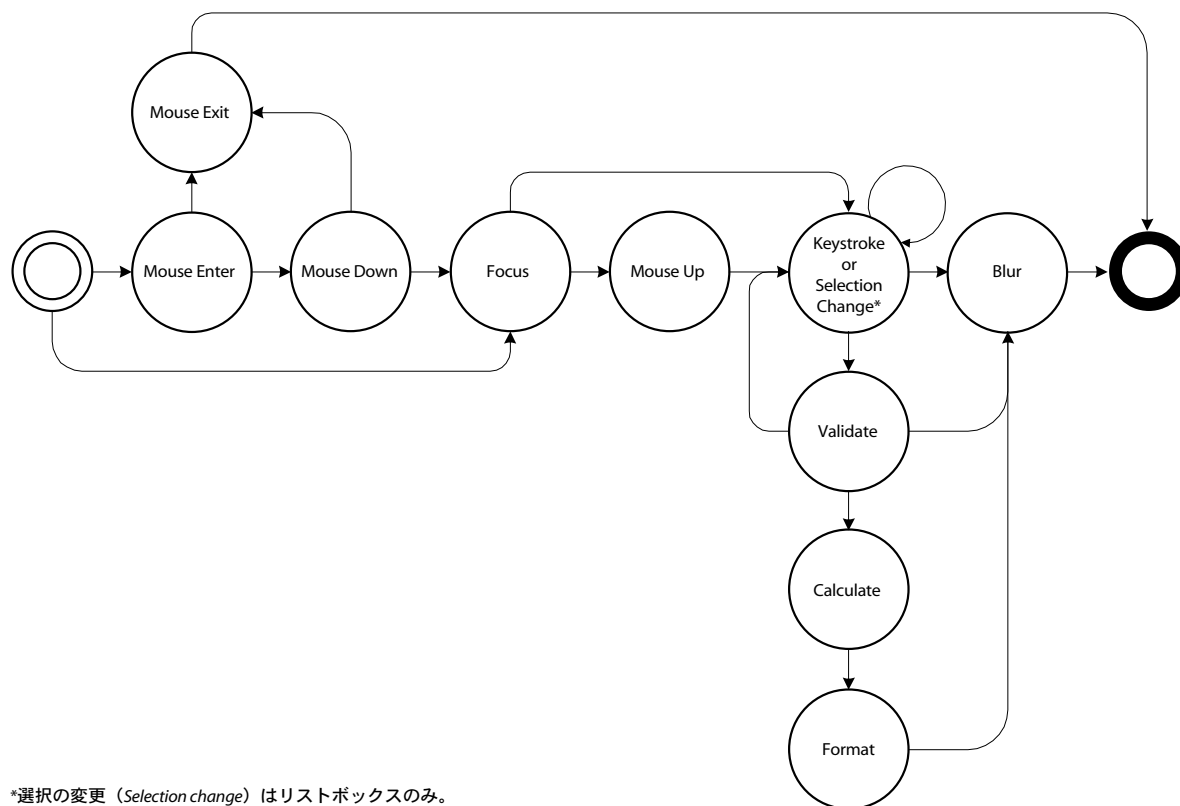 Mouse Exit
Mouse Enter
Mouse Down
Focus
Mouse Up
Keystroke
or
Selection
Change*
Blur
Validate
Calculate
Format
*選択の変更（Selection change）はリストボックスのみ。